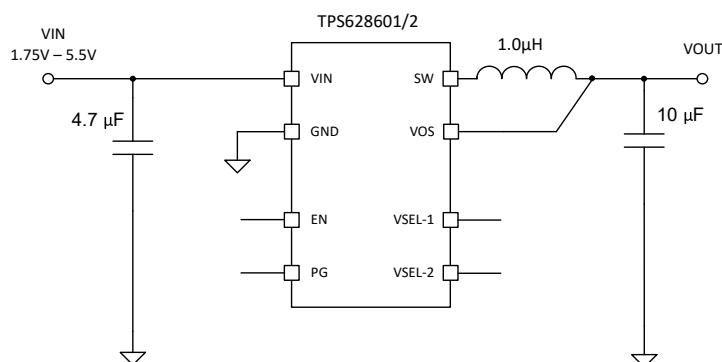 TPS628601/2
VIN
1.75V – 5.5V
1.0µH
VOUT
VIN
SW
4.7 µF
GND
VOS
10 µF
EN
VSEL-1
PG
VSEL-2